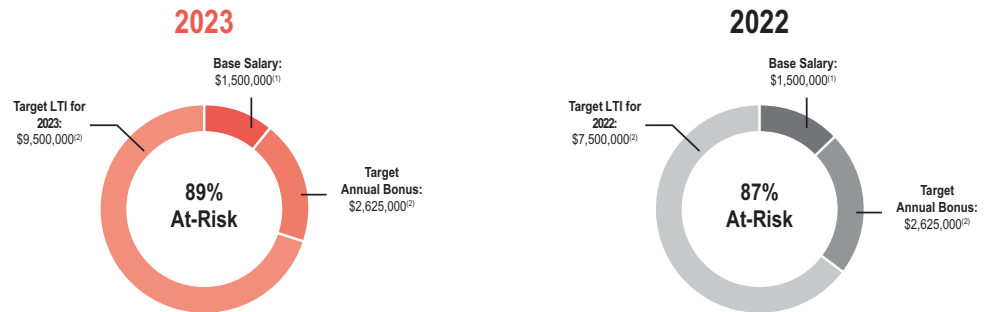 2023
Base Salary:
$1,500,000(1)
Target LTI for
2023:
$9,500,000(2)
89%
At-Risk
Target
Annual Bonus:
$2,625,000(2)
2022
Base Salary:
$1,500,000(1)
Target LTI for
2022:
$7,500,000(2)
87%
At-Risk
Target
Annual Bonus:
$2,625,000(2)